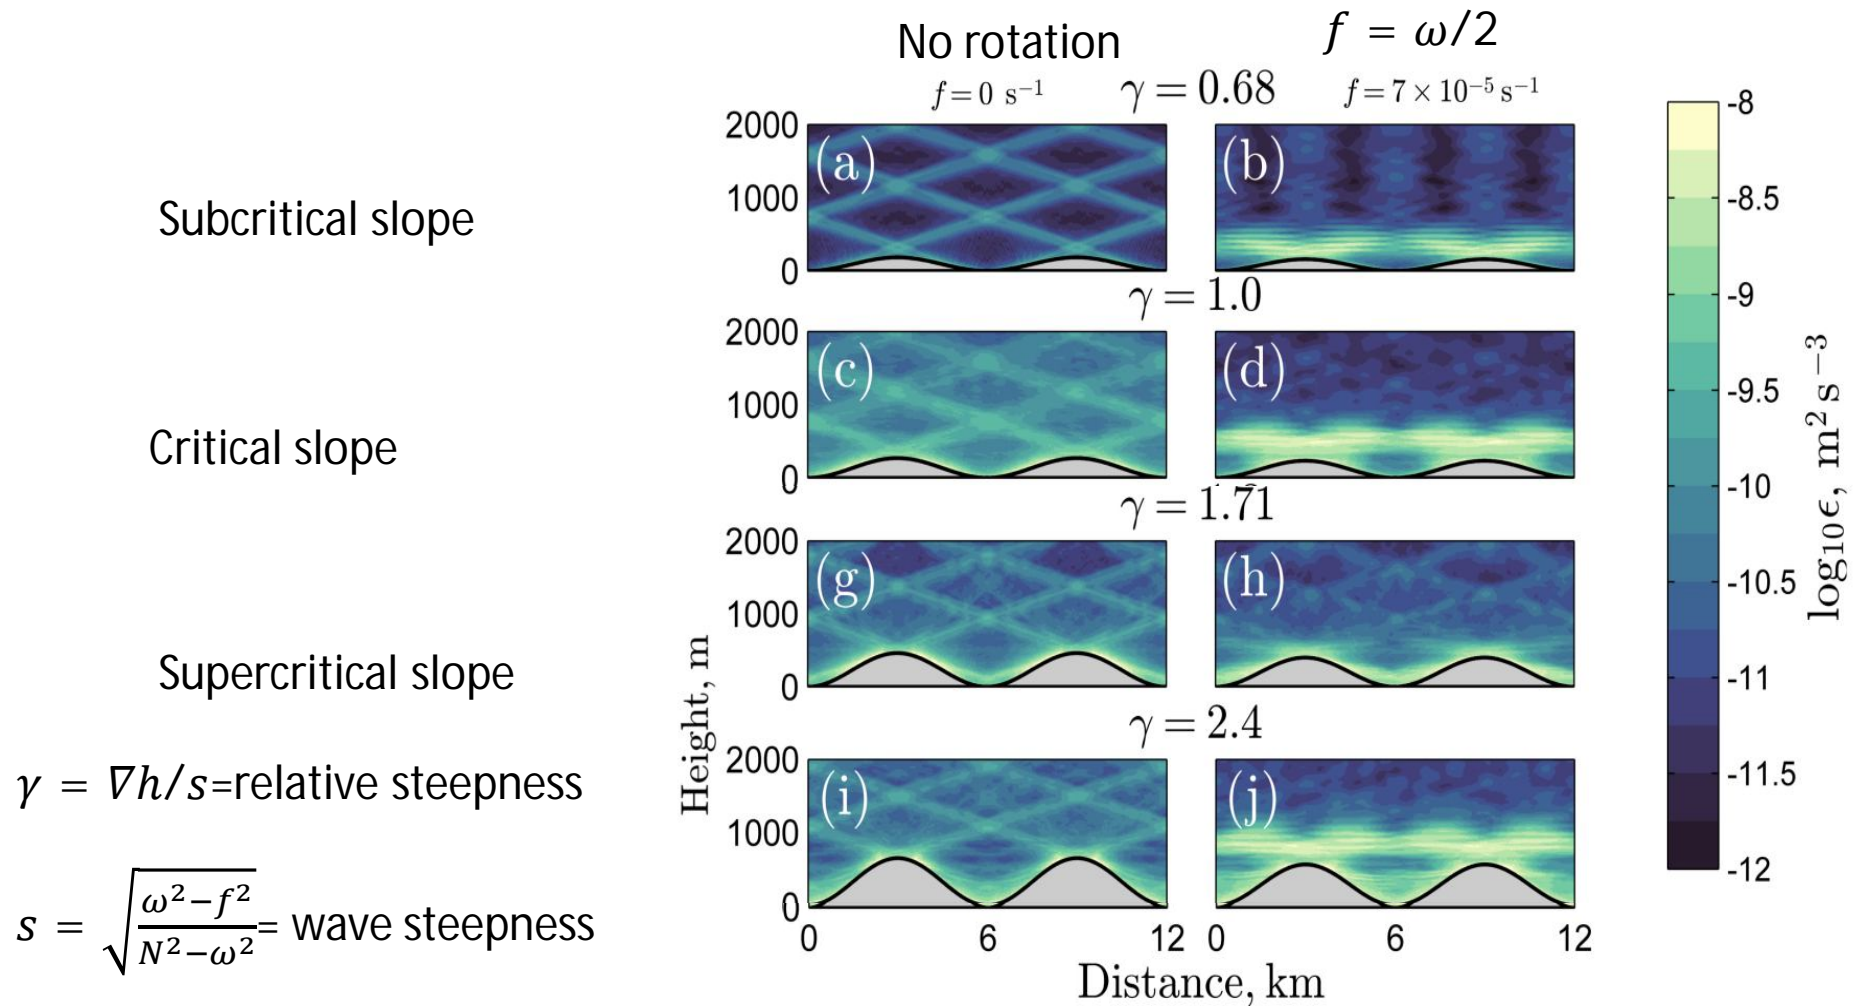 No rotation
f = ω/2
f = 0 s⁻¹
γ = 0.68
f = 7 × 10⁻⁵ s⁻¹
Subcritical slope
2000
1000
0
(a)
(b)
γ = 1.0
Critical slope
2000
1000
0
(c)
(d)
γ = 1.71
Supercritical slope
2000
1000
0
(g)
(h)
γ = 2.4
2000
1000
0
(i)
(j)
0 6 12 0 6 12
Distance, km
Height, m
γ = ∇h/s=relative steepness
s = √((ω²−f²)/(N²−ω²))= wave steepness
-8
-8.5
-9
-9.5
-10
-10.5
-11
-11.5
-12
log10ϵ, m² s⁻³